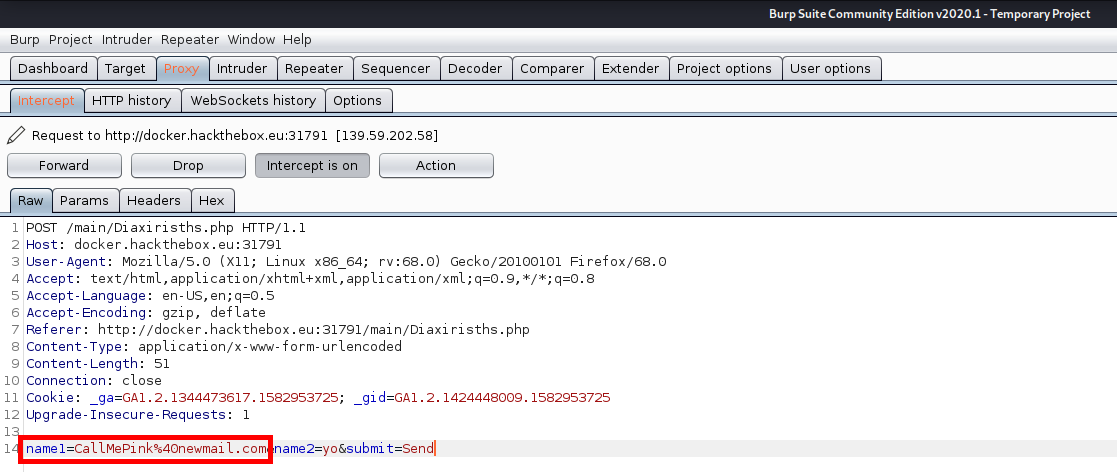 Burp Suite Community Edition v2020.1 - Temporary Project
Burp Project Intruder Repeater Window Help
Dashboard Target Proxy Intruder Repeater Sequencer Decoder Comparer Extender Project options User options
Intercept HTTP history WebSockets history Options
Request to http://docker.hackthebox.eu:31791 [139.59.202.58]
Forward Drop Intercept is on Action
Raw Params Headers Hex
1 POST /main/Diaxirisths.php HTTP/1.1
2 Host: docker.hackthebox.eu:31791
3 User-Agent: Mozilla/5.0 (X11; Linux x86_64; rv:68.0) Gecko/20100101 Firefox/68.0
4 Accept: text/html,application/xhtml+xml,application/xml;q=0.9,*/*;q=0.8
5 Accept-Language: en-US,en;q=0.5
6 Accept-Encoding: gzip, deflate
7 Referer: http://docker.hackthebox.eu:31791/main/Diaxirisths.php
8 Content-Type: application/x-www-form-urlencoded
9 Content-Length: 51
10 Connection: close
11 Cookie: _ga=GA1.2.1344473617.1582953725; _gid=GA1.2.1424448009.1582953725
12 Upgrade-Insecure-Requests: 1
13
14 name1=CallMePink%40newmail.com name2=yo&submit=Send